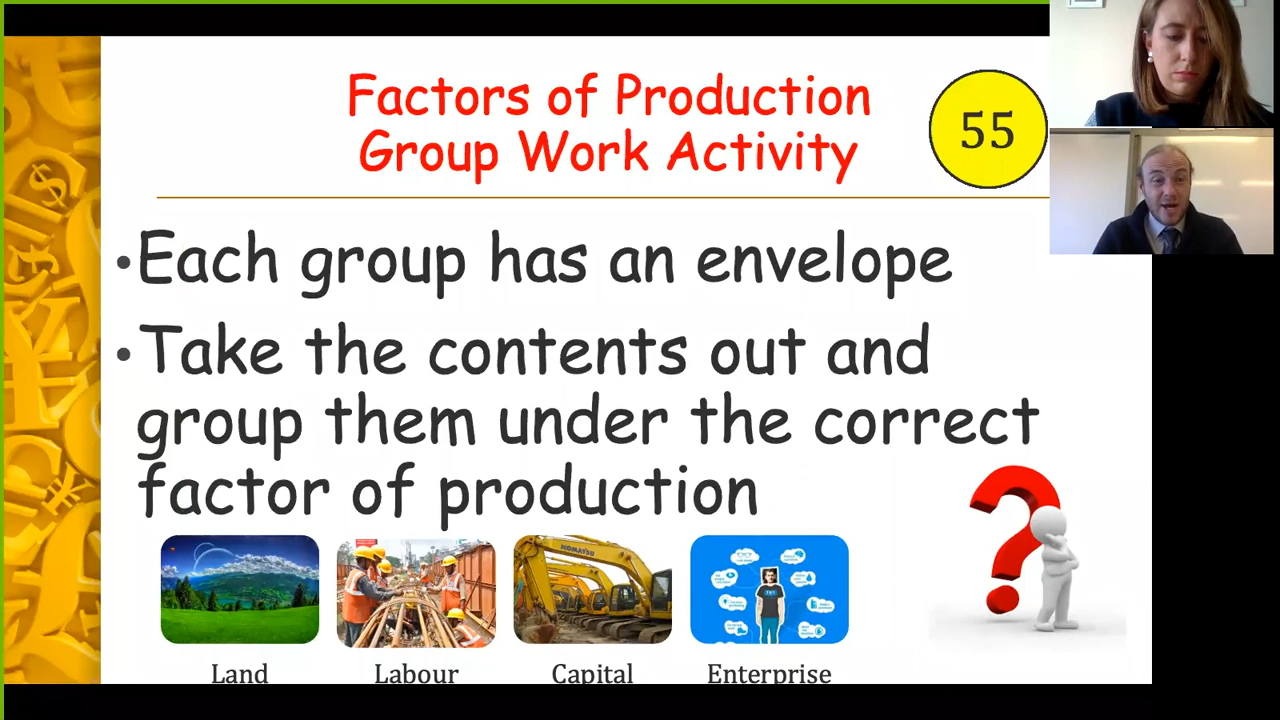 Factors of Production
Group Work Activity
55
•Each group has an envelope
•Take the contents out and
group them under the correct
factor of production
KOMATSU
Land
Labour
Capital
Enterprise